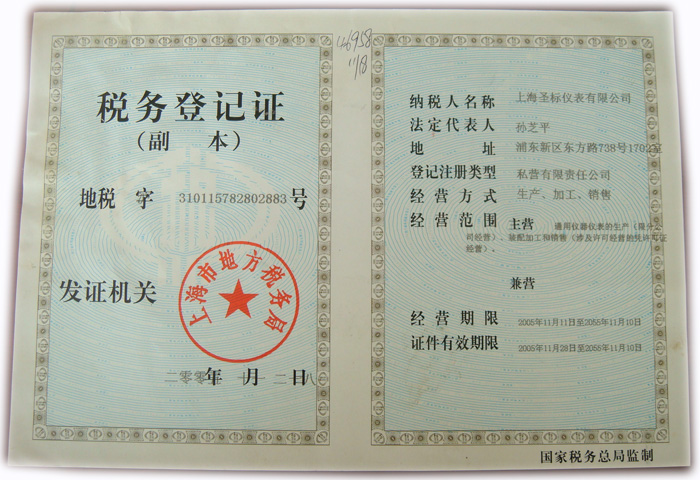 46958
11/8
税务登记证
(副 本)
地税 字 310115782802883 号
上海市地方税务局
发证机关
年 月 日
纳税人名称 上海圣标仪表有限公司
法定代表人 孙芝平
地 址 浦东新区东方路738号1702室
登记注册类型 私营有限责任公司
经营方式 生产、加工、销售
经营范围 主营 通用仪器仪表的生产(限分公司经营)、装配加工和销售(涉及许可经营的凭许可证经营)。
兼营
经营期限 2005年11月11日至2055年11月10日
证件有效期限 2005年11月28日至2055年11月10日
国家税务总局监制